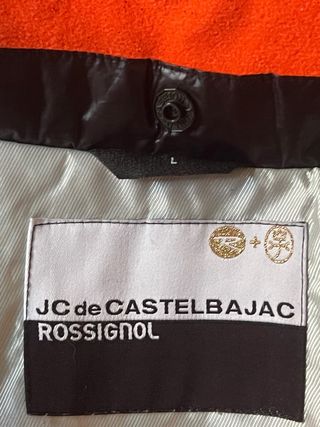 L
+
JC de CASTELBAJAC
ROSSIGNOL